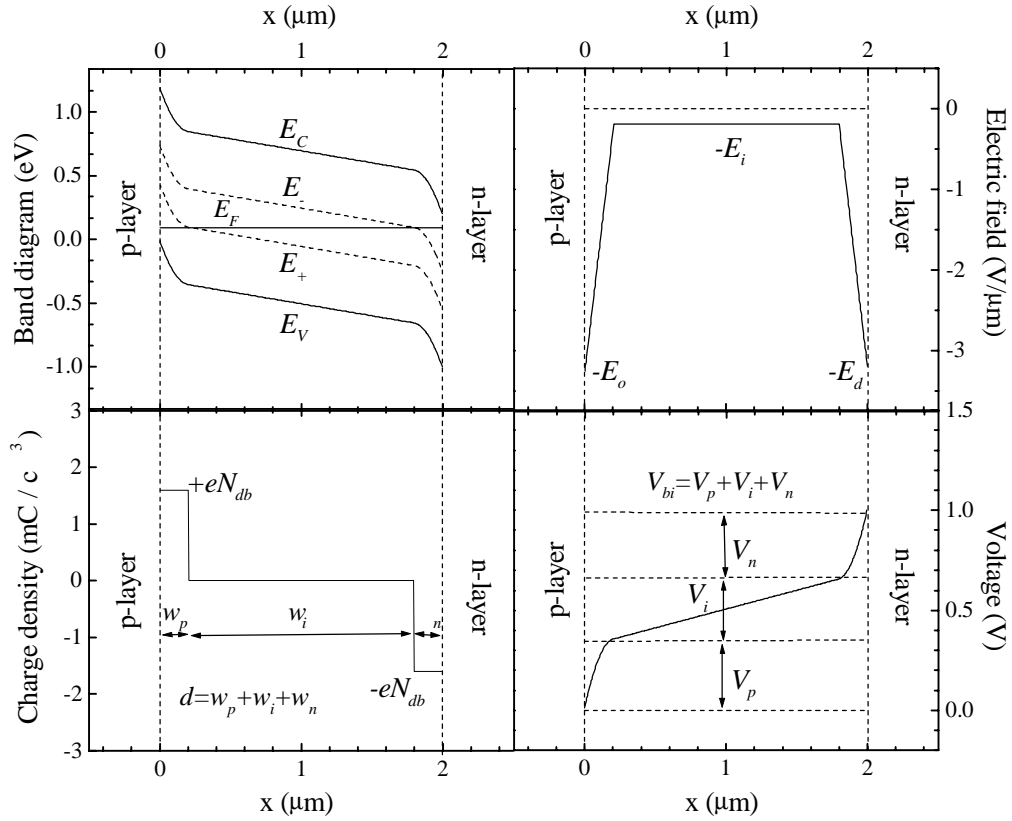 x (μm)
x (μm)
0 1 2
0 1 2
Band diagram (eV)
1.0
0.5
0.0
-0.5
-1.0
p-layer
n-layer
E_C
E_-
E_F
E_+
E_V
p-layer
n-layer
-E_i
-E_o
-E_d
0
-1
-2
-3
Electric field (V/μm)
Charge density (mC / c ^3)
3
2
1
0
-1
-2
-3
p-layer
n-layer
+eN_db
w_p
w_i
n
-eN_db
d=w_p+w_i+w_n
p-layer
n-layer
V_bi=V_p+V_i+V_n
V_n
V_i
V_p
1.5
1.0
0.5
0.0
Voltage (V)
0 1 2
0 1 2
x (μm)
x (μm)